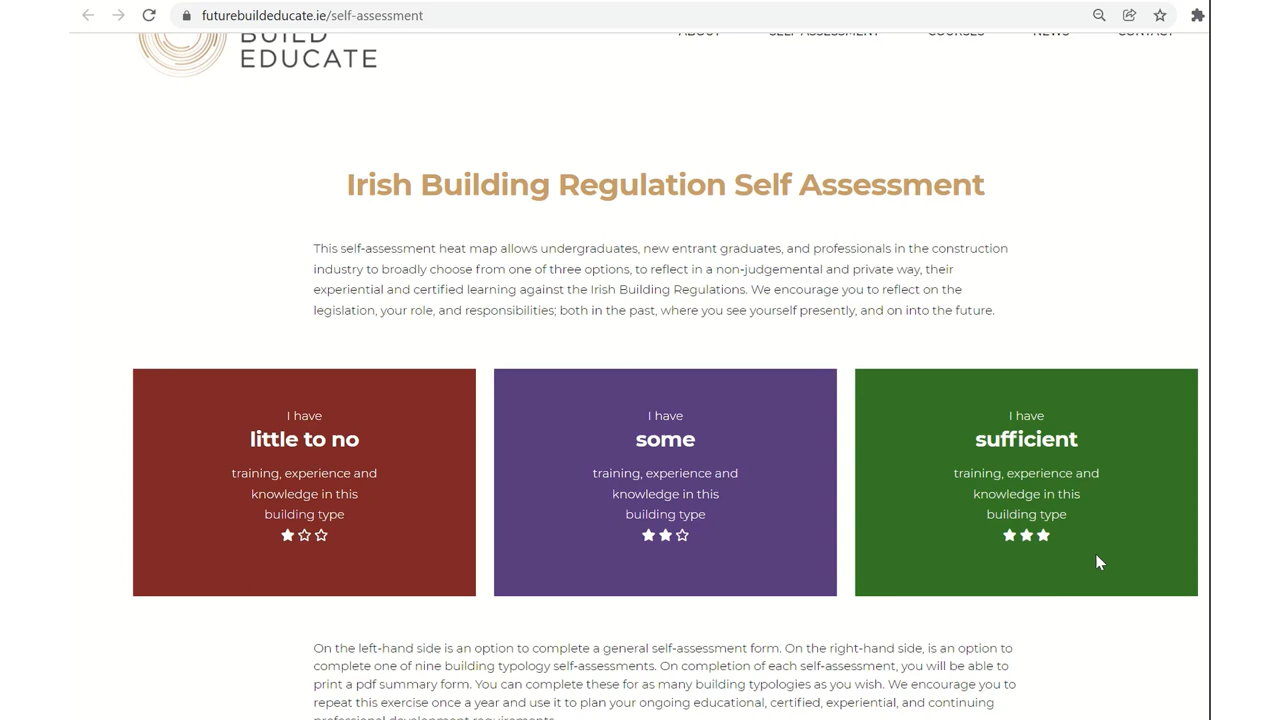 futurebuildeducate.ie/self-assessment
BUILD
EDUCATE
ABOUT SELF ASSESSMENT COURSES NEWS CONTACT
Irish Building Regulation Self Assessment
This self-assessment heat map allows undergraduates, new entrant graduates, and professionals in the construction
industry to broadly choose from one of three options, to reflect in a non-judgemental and private way, their
experiential and certified learning against the Irish Building Regulations. We encourage you to reflect on the
legislation, your role, and responsibilities; both in the past, where you see yourself presently, and on into the future.
I have
little to no
training, experience and
knowledge in this
building type
I have
some
training, experience and
knowledge in this
building type
I have
sufficient
training, experience and
knowledge in this
building type
On the left-hand side is an option to complete a general self-assessment form. On the right-hand side, is an option to
complete one of nine building typology self-assessments. On completion of each self-assessment, you will be able to
print a pdf summary form. You can complete these for as many building typologies as you wish. We encourage you to
repeat this exercise once a year and use it to plan your ongoing educational, certified, experiential, and continuing
professional development requirements.